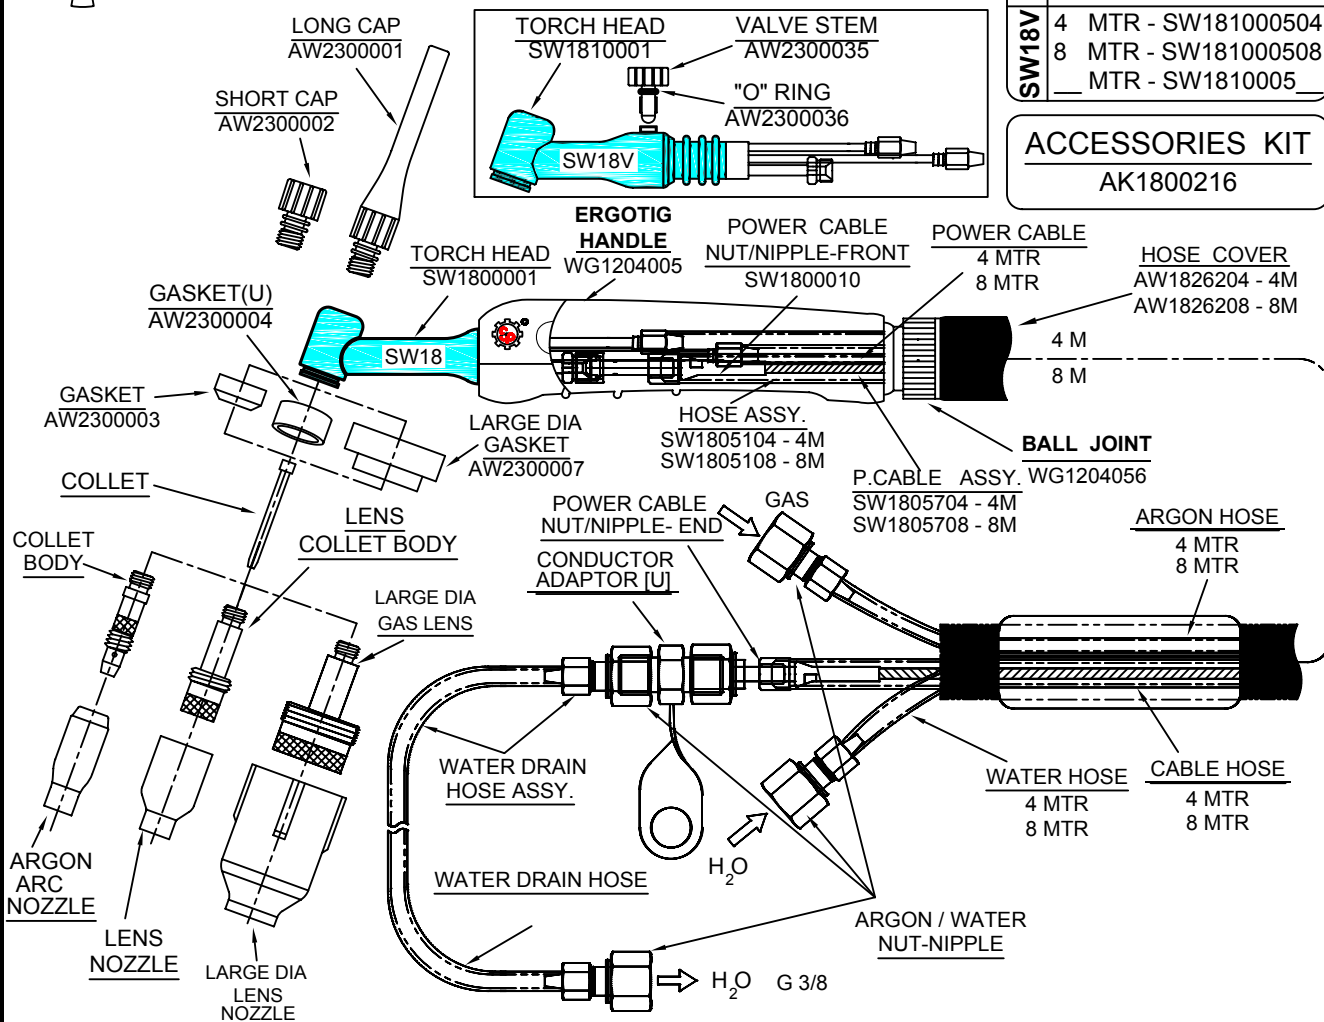 LONG CAP
AW2300001
SHORT CAP
AW2300002
TORCH HEAD
SW1810001
VALVE STEM
AW2300035
"O" RING
AW2300036
SW18V
SW18V
4 MTR - SW181000504
8 MTR - SW181000508
__ MTR - SW1810005__
ACCESSORIES KIT
AK1800216
TORCH HEAD
SW1800001
ERGOTIG
HANDLE
WG1204005
POWER CABLE
NUT/NIPPLE-FRONT
SW1800010
POWER CABLE
4 MTR
8 MTR
HOSE COVER
AW1826204 - 4M
AW1826208 - 8M
GASKET(U)
AW2300004
SW18
4 M
8 M
GASKET
AW2300003
LARGE DIA
GASKET
AW2300007
HOSE ASSY.
SW1805104 - 4M
SW1805108 - 8M
BALL JOINT
WG1204056
P.CABLE ASSY.
SW1805704 - 4M
SW1805708 - 8M
COLLET
COLLET
BODY
LENS
COLLET BODY
POWER CABLE
NUT/NIPPLE- END
GAS
CONDUCTOR
ADAPTOR [U]
ARGON HOSE
4 MTR
8 MTR
LARGE DIA
GAS LENS
WATER DRAIN
HOSE ASSY.
WATER HOSE
4 MTR
8 MTR
CABLE HOSE
4 MTR
8 MTR
H2O
ARGON
ARC
NOZZLE
WATER DRAIN HOSE
LENS
NOZZLE
ARGON / WATER
NUT-NIPPLE
LARGE DIA
LENS
NOZZLE
H2O G 3/8